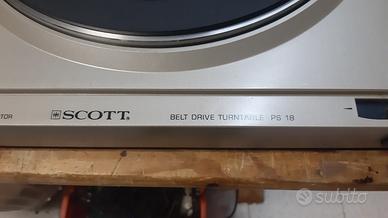 TOR
SCOTT®
BELT DRIVE TURNTABLE PS 18
subito